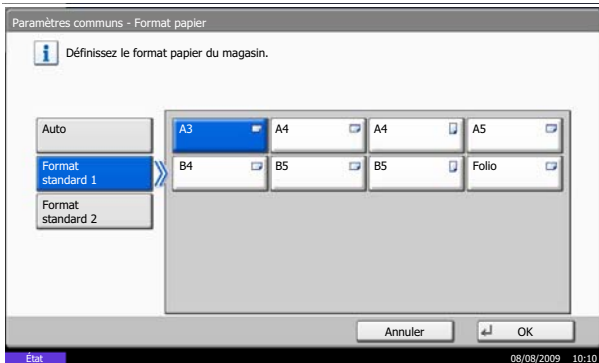 Paramètres communs - Format papier
Définissez le format papier du magasin.
Auto
A3
A4
A4
A5
Format
standard 1
B4
B5
B5
Folio
Format
standard 2
Annuler
OK
État
08/08/2009 10:10